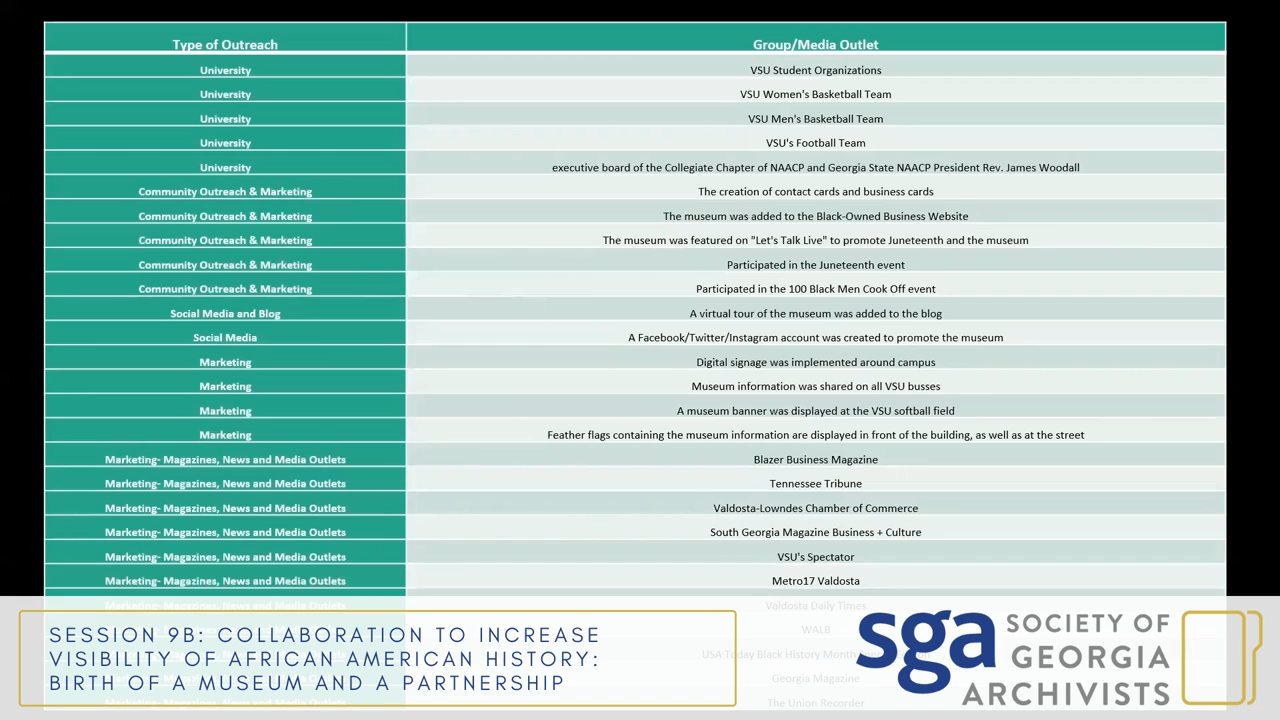 Type of Outreach Group/Media Outlet
University VSU Student Organizations
University VSU Women's Basketball Team
University VSU Men's Basketball Team
University VSU's Football Team
University executive board of the Collegiate Chapter of NAACP and Georgia State NAACP President Rev. James Woodall
Community Outreach & Marketing The creation of contact cards and business cards
Community Outreach & Marketing The museum was added to the Black-Owned Business Website
Community Outreach & Marketing The museum was featured on "Let's Talk Live" to promote Juneteenth and the museum
Community Outreach & Marketing Participated in the Juneteenth event
Community Outreach & Marketing Participated in the 100 Black Men Cook Off event
Social Media and Blog A virtual tour of the museum was added to the blog
Social Media A Facebook/Twitter/Instagram account was created to promote the museum
Marketing Digital signage was implemented around campus
Marketing Museum information was shared on all VSU busses
Marketing A museum banner was displayed at the VSU softball field
Marketing Feather flags containing the museum information are displayed in front of the building, as well as at the street
Marketing- Magazines, News and Media Outlets Blazer Business Magazine
Marketing- Magazines, News and Media Outlets Tennessee Tribune
Marketing- Magazines, News and Media Outlets Valdosta-Lowndes Chamber of Commerce
Marketing- Magazines, News and Media Outlets South Georgia Magazine Business + Culture
Marketing- Magazines, News and Media Outlets VSU's Spectator
Marketing- Magazines, News and Media Outlets Metro17 Valdosta
Marketing- Magazines, News and Media Outlets Valdosta Daily Times
WALB
USA Today Black History Month
Georgia Magazine
The Union Recorder
SESSION 9B: COLLABORATION TO INCREASE
VISIBILITY OF AFRICAN AMERICAN HISTORY:
BIRTH OF A MUSEUM AND A PARTNERSHIP
sga
SOCIETY OF
GEORGIA
ARCHIVISTS